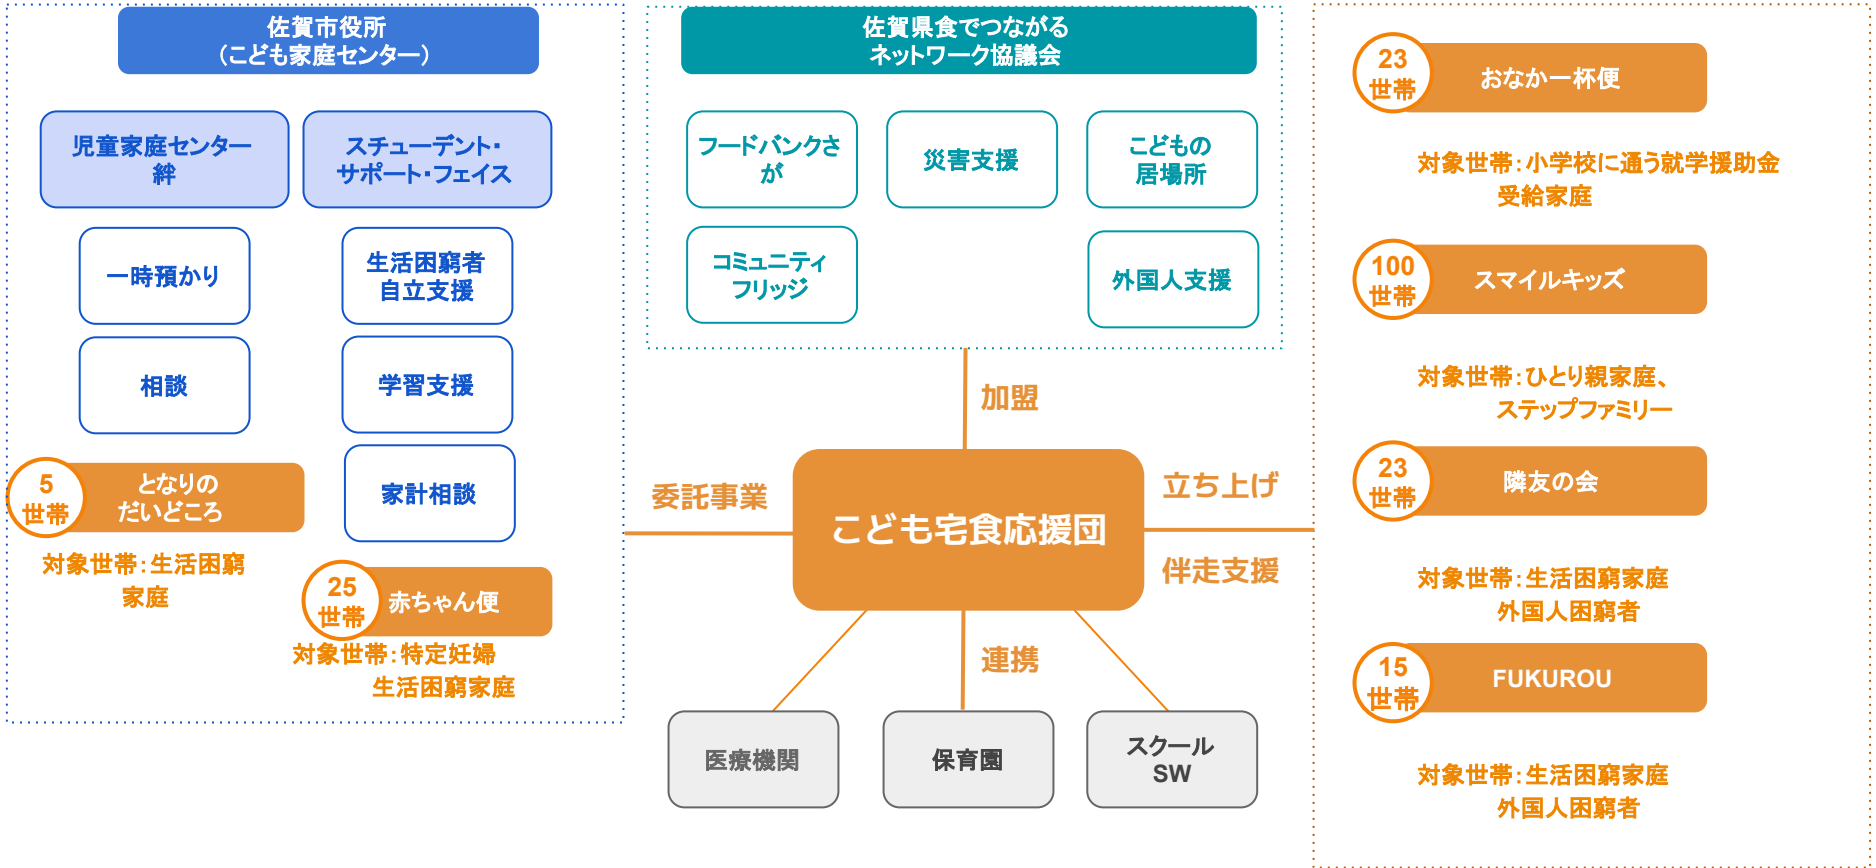 佐賀市役所
（こども家庭センター）
児童家庭センター
絆
スチューデント・
サポート・フェイス
一時預かり
生活困窮者
自立支援
相談
学習支援
家計相談
5
世帯
となりの
だいどころ
対象世帯：生活困窮
家庭
25
世帯
赤ちゃん便
対象世帯：特定妊婦
生活困窮家庭
佐賀県食でつながる
ネットワーク協議会
フードバンクさ
が
災害支援
こどもの
居場所
コミュニティ
フリッジ
外国人支援
加盟
委託事業
こども宅食応援団
立ち上げ
伴走支援
連携
医療機関
保育園
スクール
SW
23
世帯
おなか一杯便
対象世帯：小学校に通う就学援助金
受給家庭
100
世帯
スマイルキッズ
対象世帯：ひとり親家庭、
ステップファミリー
23
世帯
隣友の会
対象世帯：生活困窮家庭
外国人困窮者
15
世帯
FUKUROU
対象世帯：生活困窮家庭
外国人困窮者